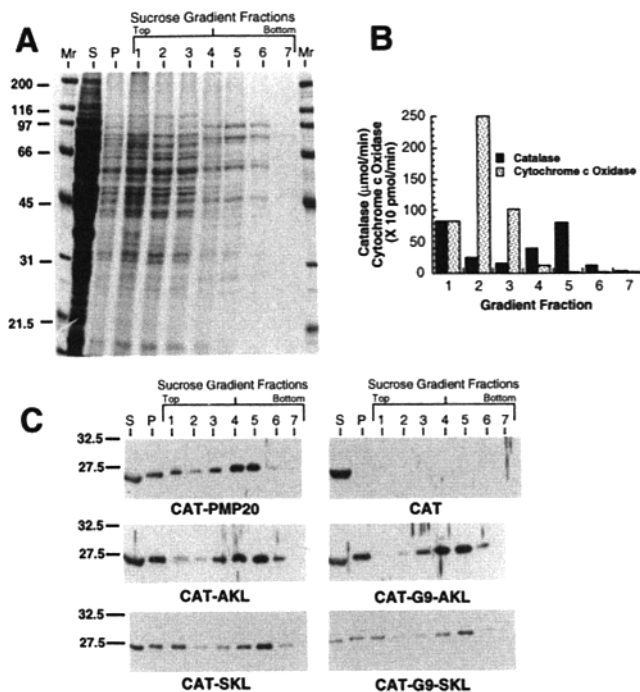 A
Sucrose Gradient Fractions
Top Bottom
Mr S P 1 2 3 4 5 6 7 Mr
200
116
97
66
45
31
21.5
B
250
200
150
100
50
0
Catalase (μmol/min)
Cytochrome c Oxidase
(X 10 pmol/min)
Catalase
Cytochrome c Oxidase
1 2 3 4 5 6 7
Gradient Fraction
C
Sucrose Gradient Fractions
Top Bottom
S P 1 2 3 4 5 6 7
32.5
27.5
CAT-PMP20
32.5
27.5
CAT-AKL
32.5
27.5
CAT-SKL
Sucrose Gradient Fractions
Top Bottom
S P 1 2 3 4 5 6 7
CAT
CAT-G9-AKL
CAT-G9-SKL